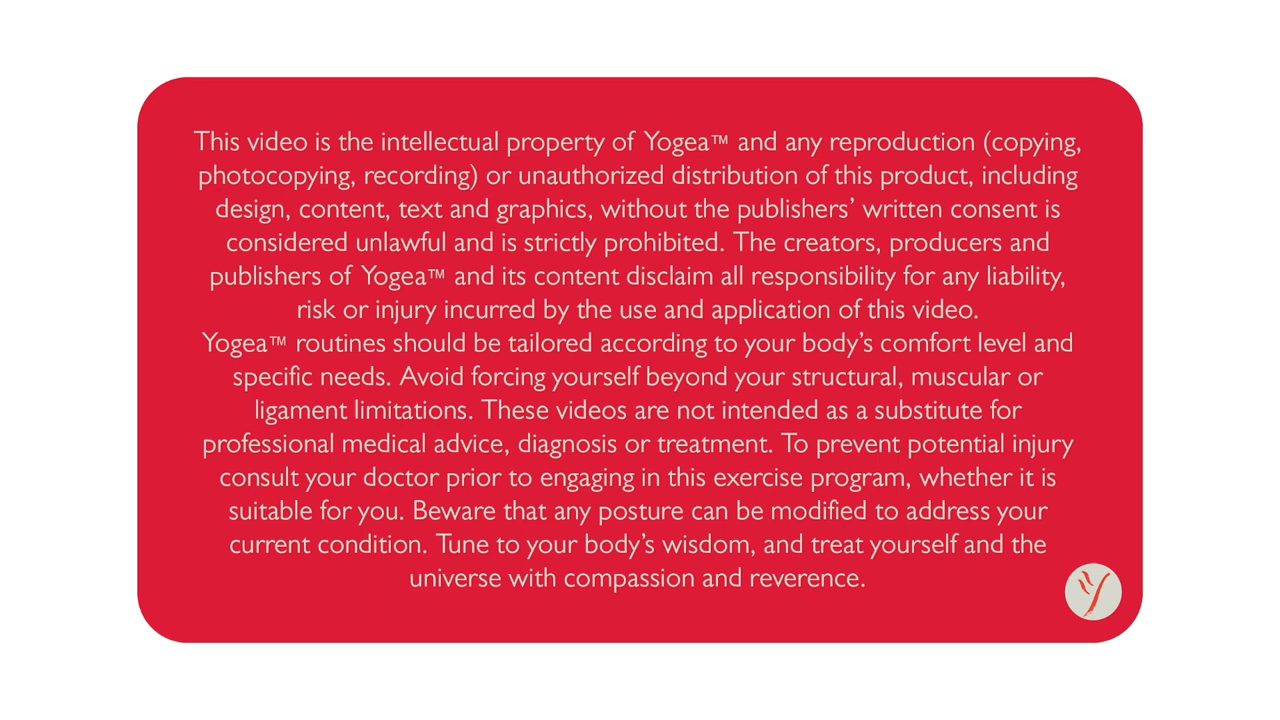 This video is the intellectual property of Yogea™ and any reproduction (copying,
photocopying, recording) or unauthorized distribution of this product, including
design, content, text and graphics, without the publishers’ written consent is
considered unlawful and is strictly prohibited. The creators, producers and
publishers of Yogea™ and its content disclaim all responsibility for any liability,
risk or injury incurred by the use and application of this video.
Yogea™ routines should be tailored according to your body’s comfort level and
specific needs. Avoid forcing yourself beyond your structural, muscular or
ligament limitations. These videos are not intended as a substitute for
professional medical advice, diagnosis or treatment. To prevent potential injury
consult your doctor prior to engaging in this exercise program, whether it is
suitable for you. Beware that any posture can be modified to address your
current condition. Tune to your body’s wisdom, and treat yourself and the
universe with compassion and reverence.